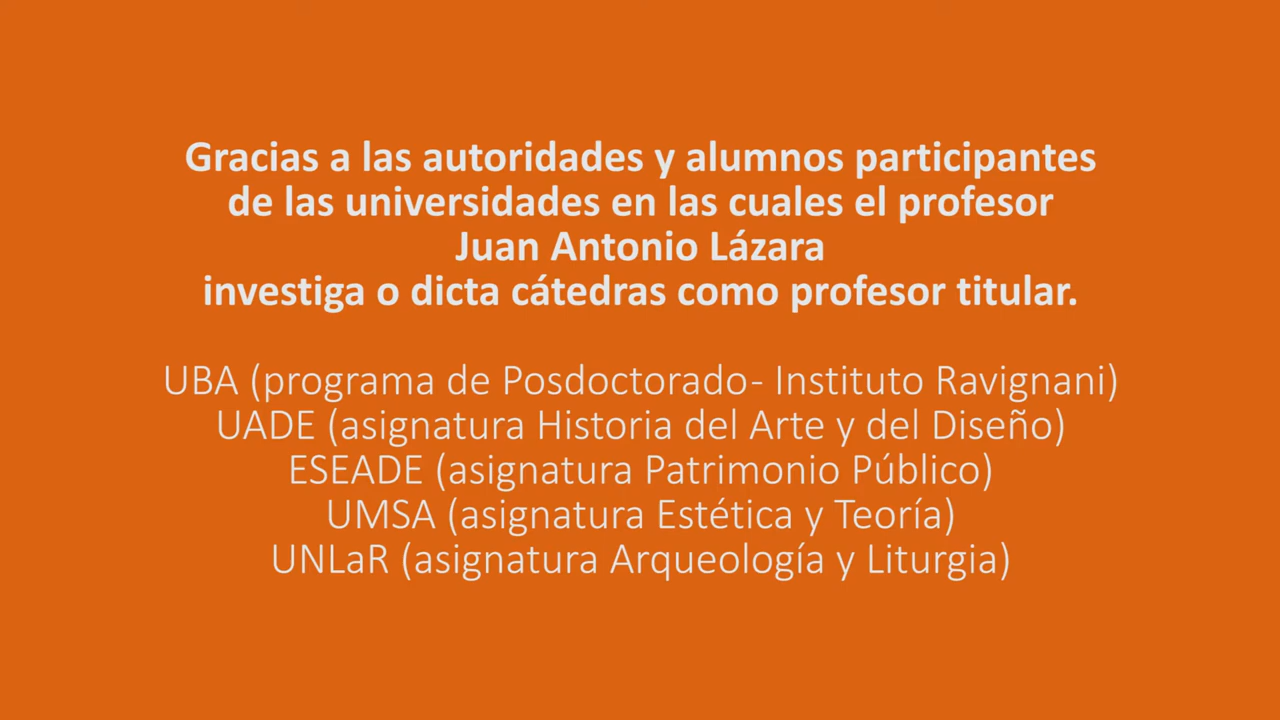 Gracias a las autoridades y alumnos participantes
de las universidades en las cuales el profesor
Juan Antonio Lázara
investiga o dicta cátedras como profesor titular.
UBA (programa de Posdoctorado- Instituto Ravignani)
UADE (asignatura Historia del Arte y del Diseño)
ESEADE (asignatura Patrimonio Público)
UMSA (asignatura Estética y Teoría)
UNLaR (asignatura Arqueología y Liturgia)